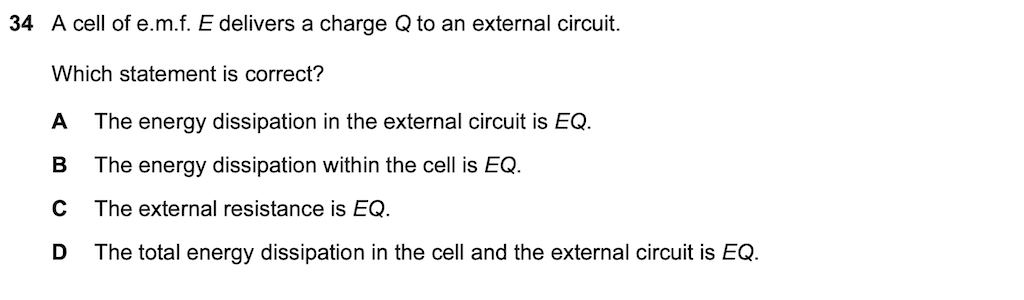 34 A cell of e.m.f. E delivers a charge Q to an external circuit.
Which statement is correct?
A The energy dissipation in the external circuit is EQ.
B The energy dissipation within the cell is EQ.
C The external resistance is EQ.
D The total energy dissipation in the cell and the external circuit is EQ.